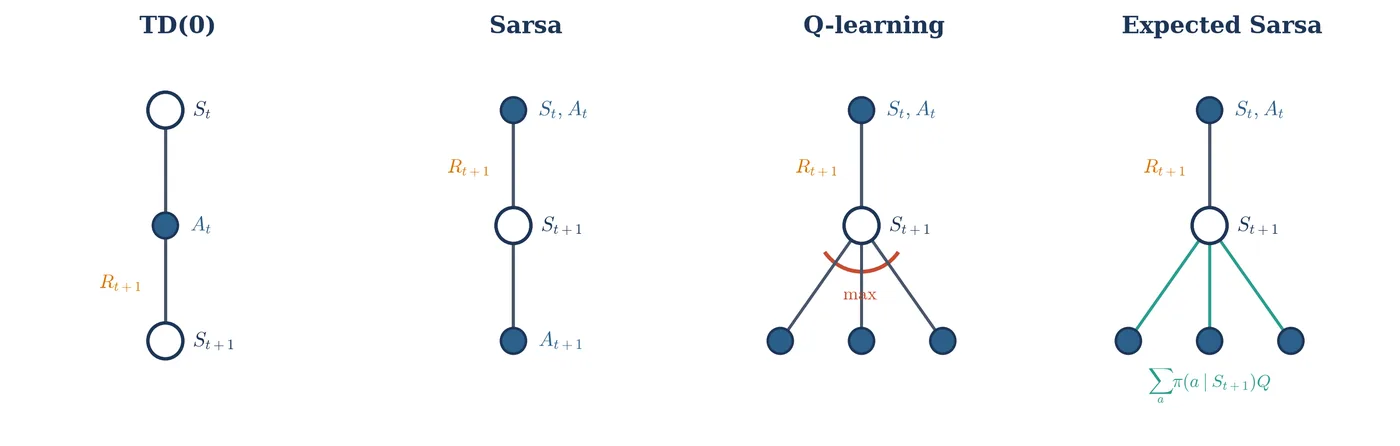 TD(0)
S_t
A_t
R_{t+1}
S_{t+1}
Sarsa
S_t, A_t
R_{t+1}
S_{t+1}
A_{t+1}
Q-learning
S_t, A_t
R_{t+1}
S_{t+1}
max
Expected Sarsa
S_t, A_t
R_{t+1}
S_{t+1}
∑_a π(a | S_{t+1})Q